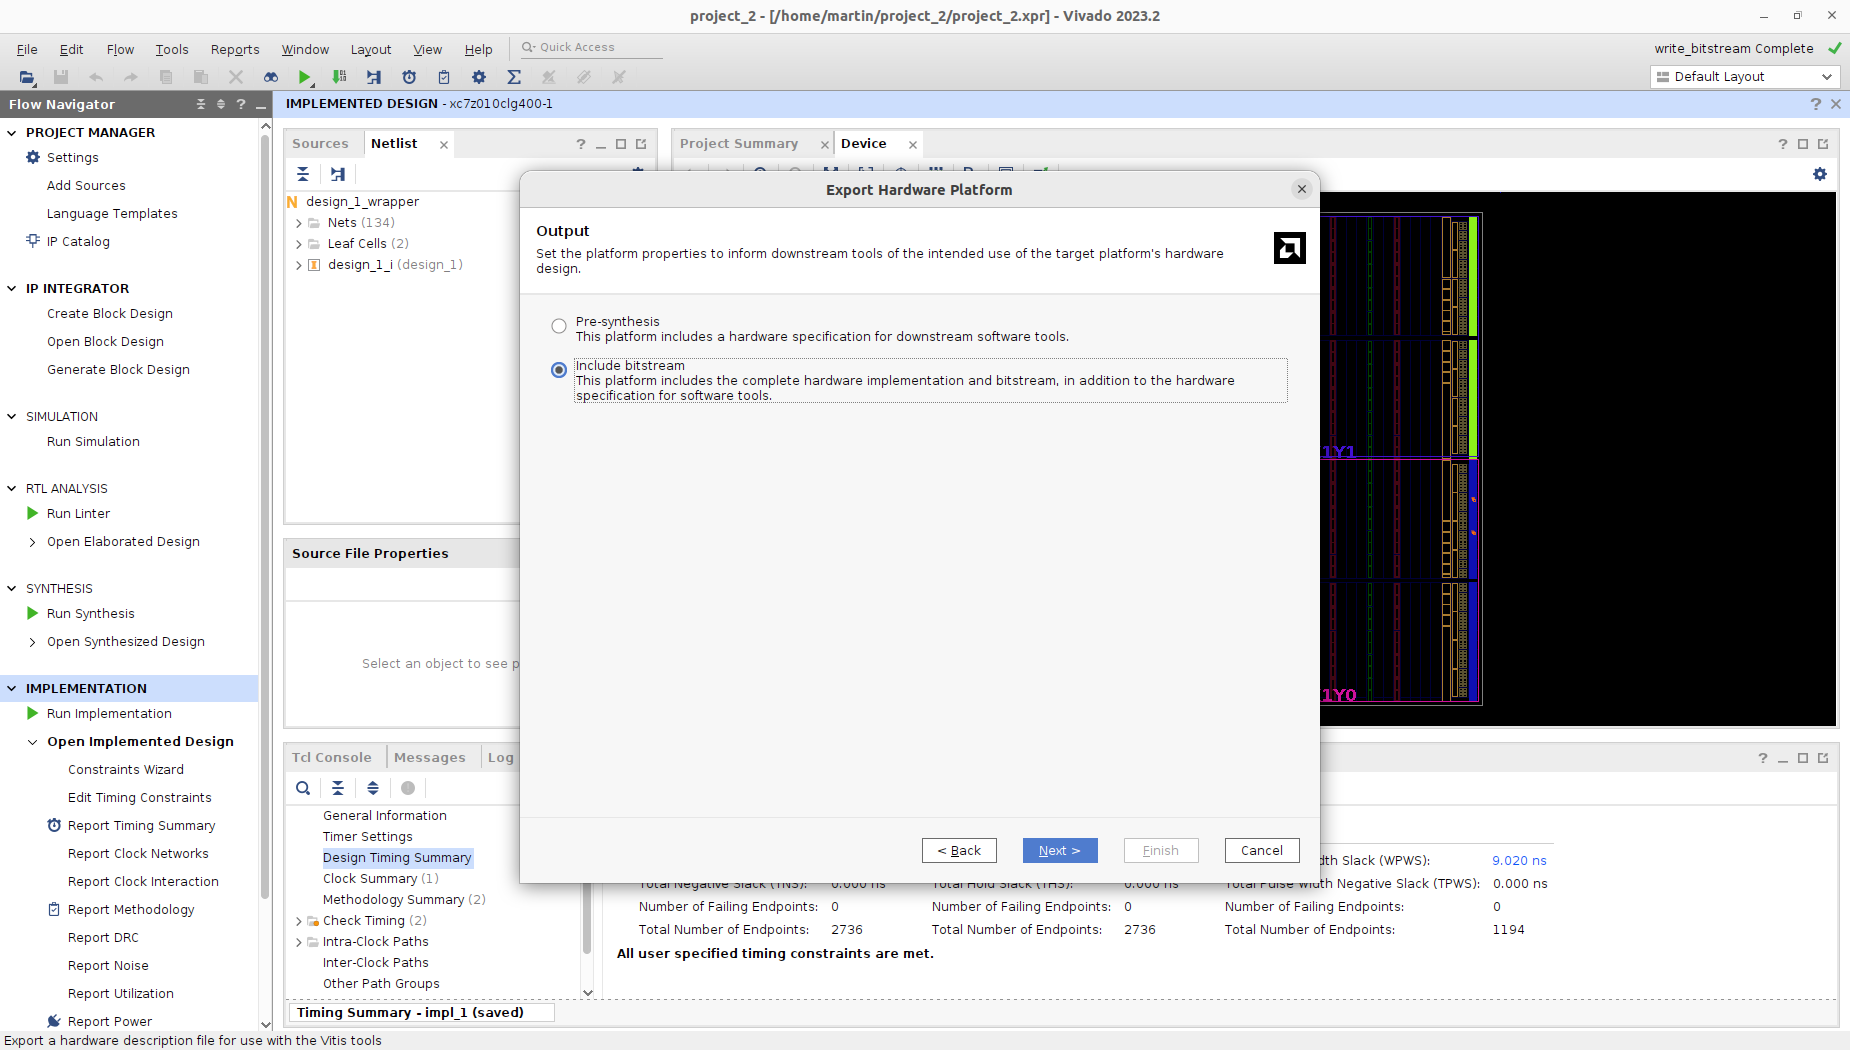 project_2 - [/home/martin/project_2/project_2.xpr] - Vivado 2023.2
File Edit Flow Tools Reports Window Layout View Help
Quick Access
write_bitstream Complete
Default Layout
Flow Navigator
IMPLEMENTED DESIGN - xc7z010clg400-1
PROJECT MANAGER
Settings
Add Sources
Language Templates
IP Catalog
IP INTEGRATOR
Create Block Design
Open Block Design
Generate Block Design
SIMULATION
Run Simulation
RTL ANALYSIS
Run Linter
Open Elaborated Design
SYNTHESIS
Run Synthesis
Open Synthesized Design
IMPLEMENTATION
Run Implementation
Open Implemented Design
Constraints Wizard
Edit Timing Constraints
Report Timing Summary
Report Clock Networks
Report Clock Interaction
Report Methodology
Report DRC
Report Noise
Report Utilization
Report Power
Sources Netlist
N design_1_wrapper
Nets (134)
Leaf Cells (2)
design_1_i (design_1)
Project Summary Device
1Y1
1Y0
Source File Properties
Select an object to see p
Export Hardware Platform
Output
Set the platform properties to inform downstream tools of the intended use of the target platform's hardware
design.
Pre-synthesis
This platform includes a hardware specification for downstream software tools.
Include bitstream
This platform includes the complete hardware implementation and bitstream, in addition to the hardware
specification for software tools.
< Back Next > Finish Cancel
Tcl Console Messages Log
General Information
Timer Settings
Design Timing Summary
Clock Summary (1)
Methodology Summary (2)
Check Timing (2)
Intra-Clock Paths
Inter-Clock Paths
Other Path Groups
dth Slack (WPWS): 9.020 ns
Total Negative Slack (TNS): 0.000 ns Total Hold Slack (THS): 0.000 ns Total Pulse Width Negative Slack (TPWS): 0.000 ns
Number of Failing Endpoints: 0 Number of Failing Endpoints: 0 Number of Failing Endpoints: 0
Total Number of Endpoints: 2736 Total Number of Endpoints: 2736 Total Number of Endpoints: 1194
All user specified timing constraints are met.
Timing Summary - impl_1 (saved)
Export a hardware description file for use with the Vitis tools